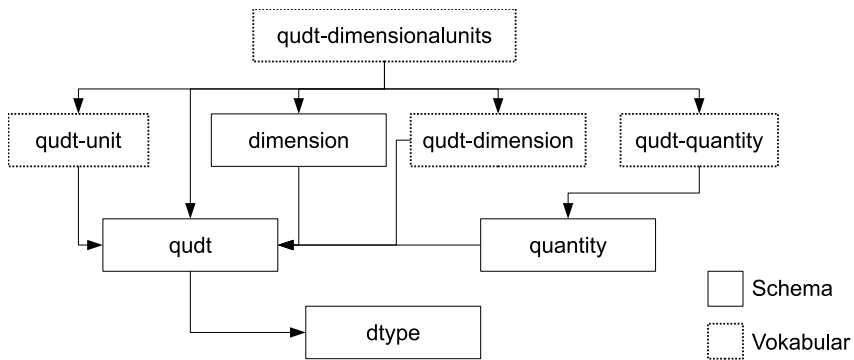 qudt-dimensionalunits
qudt-unit
dimension
qudt-dimension
qudt-quantity
qudt
quantity
dtype
Schema
Vokabular